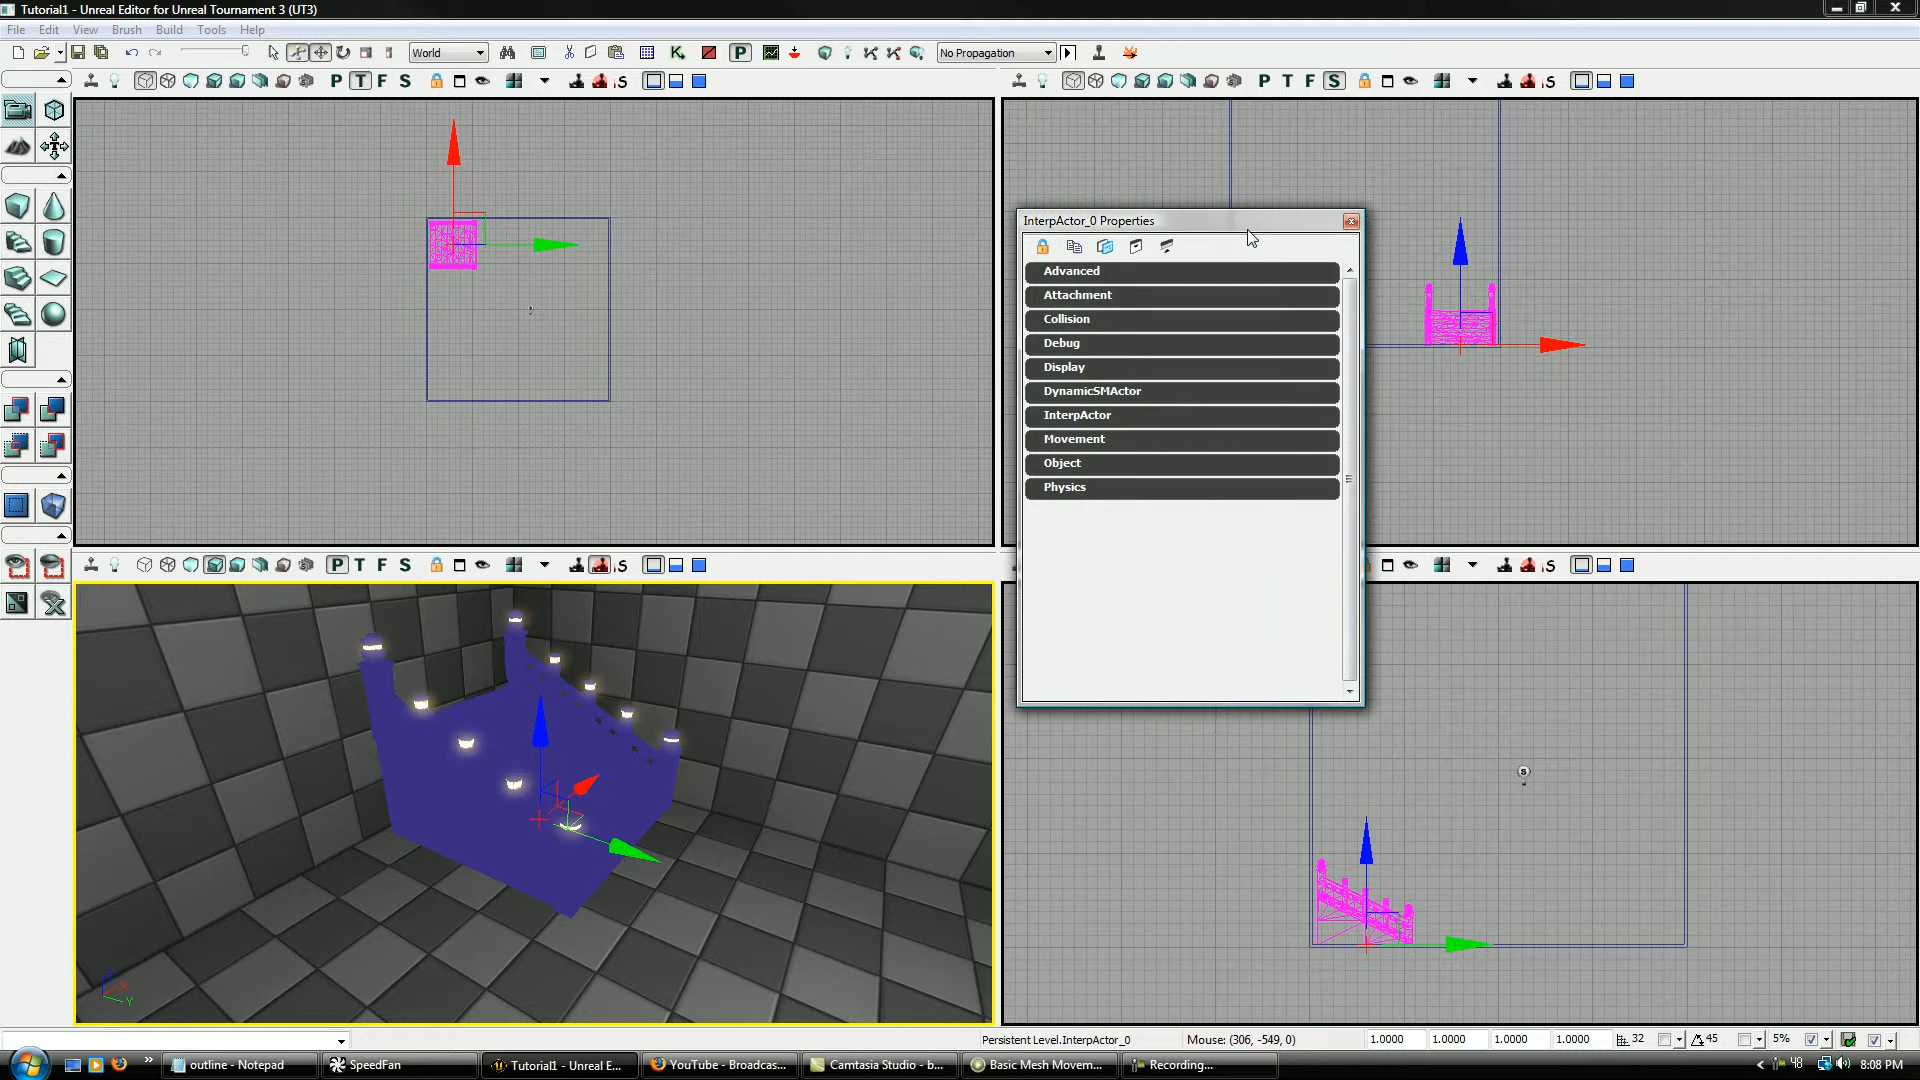 Tutorial1 - Unreal Editor for Unreal Tournament 3 (UT3)
File Edit View Brush Build Tools Help
World
P
No Propagation
P T F S
P T F S
InterpActor_0 Properties
Advanced
Attachment
Collision
Debug
Display
DynamicSMActor
InterpActor
Movement
Object
Physics
P T F S
S
X
Y
Persistent Level.InterpActor_0 Mouse: (306, -549, 0) 1.0000 1.0000 1.0000 1.0000 32 45 5%
outline - Notepad SpeedFan Tutorial1 - Unreal E... YouTube - Broadcas... Camtasia Studio - b... Basic Mesh Movem... Recording... 48 8:08 PM